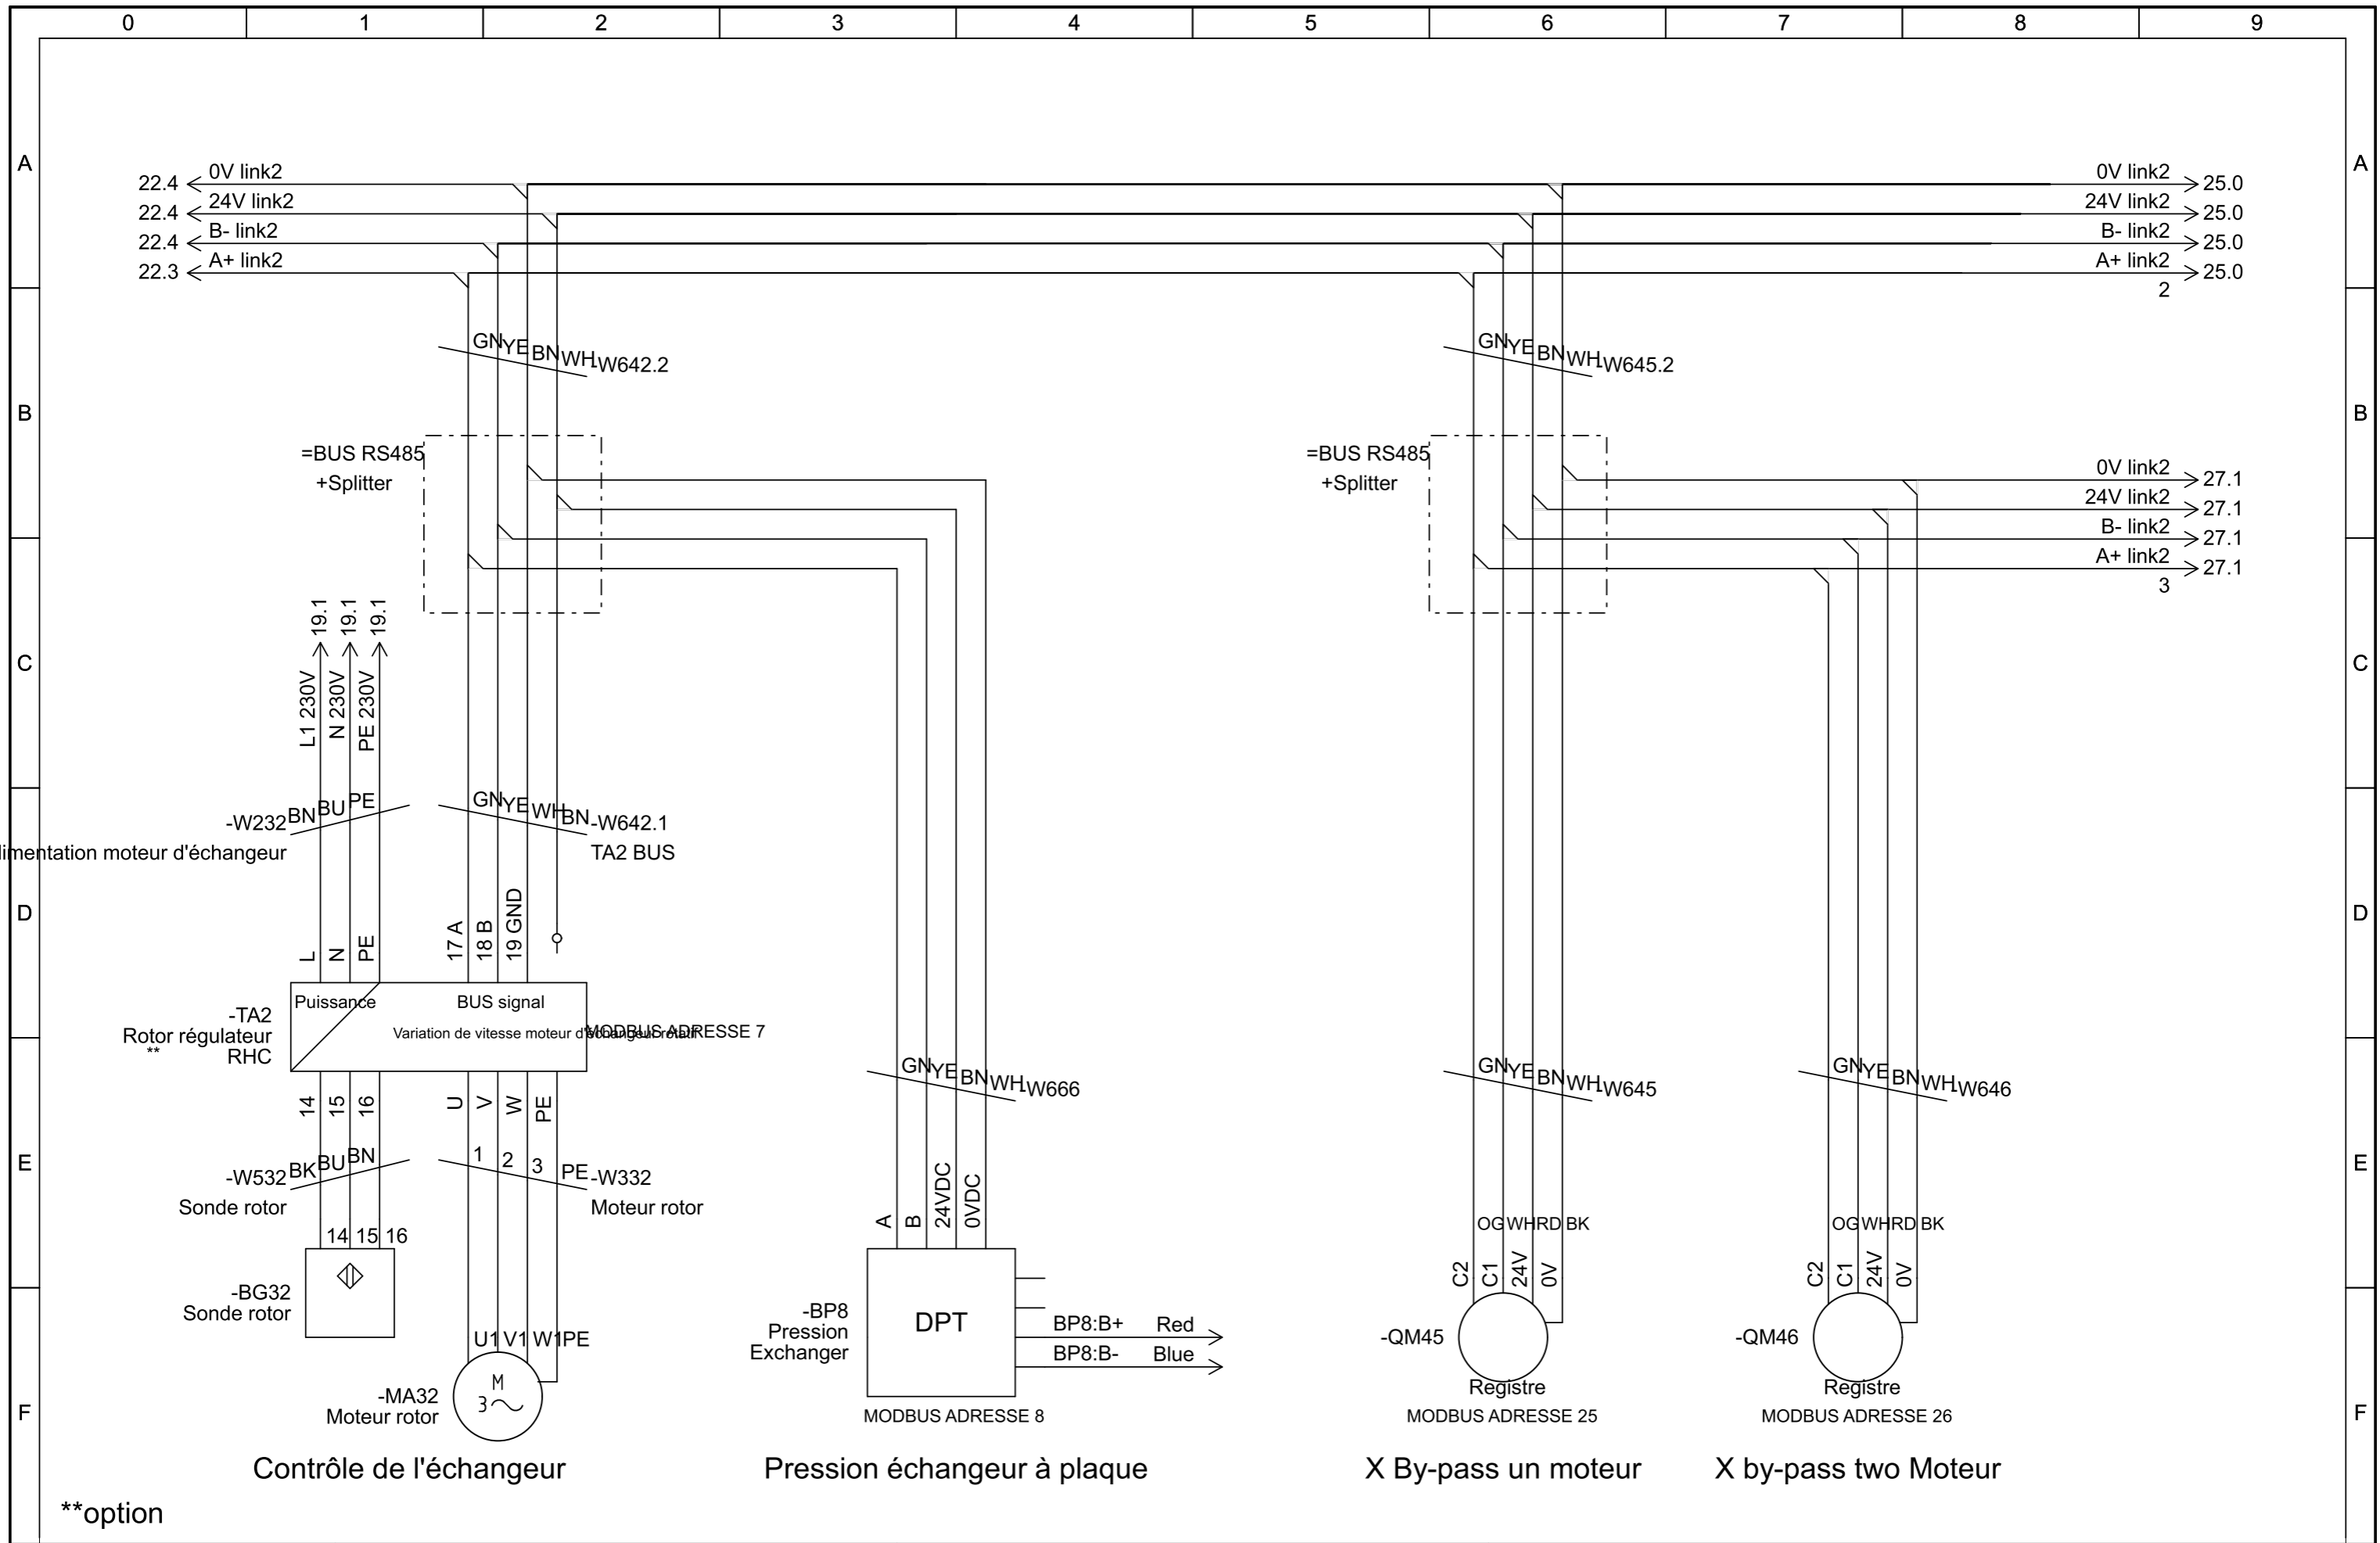 0 1 2 3 4 5 6 7 8 9
A A
0V link2 0V link2
22.4 25.0
24V link2 24V link2
22.4 25.0
B- link2 B- link2
22.4 25.0
A+ link2 A+ link2
22.3 25.0
2
GN YE BN WH -W642.2
GN YE BN WH -W645.2
B B
=BUS RS485
+Splitter
=BUS RS485
+Splitter
0V link2
27.1
24V link2
27.1
B- link2
27.1
A+ link2
27.1
3
19.1 19.1 19.1
C C
L1 230V N 230V PE 230V
-W232 BN BU PE
limentation moteur d'échangeur
GN YE WH BN -W642.1
TA2 BUS
D D
L N PE
17 A 18 B 19 GND
-TA2
Rotor régulateur
** RHC
Puissance BUS signal
Variation de vitesse moteur d'échangeur rotatif
MODBUS ADRESSE 7
14 15 16
U V W PE
GN YE BN WH -W666
GN YE BN WH -W645
GN YE BN WH -W646
E E
-W532 BK BU BN
Sonde rotor
1 2 3 PE -W332
Moteur rotor
14 15 16
A B 24VDC 0VDC
OG WH RD BK
C2 C1 24V 0V
OG WH RD BK
C2 C1 24V 0V
-BG32
Sonde rotor
U1 V1 W1 PE
M
3
-MA32
Moteur rotor
-BP8
Pression
Exchanger
DPT
BP8:B+ Red
BP8:B- Blue
MODBUS ADRESSE 8
-QM45
Registre
MODBUS ADRESSE 25
-QM46
Registre
MODBUS ADRESSE 26
F F
Contrôle de l'échangeur
Pression échangeur à plaque
X By-pass un moteur
X by-pass two Moteur
**option